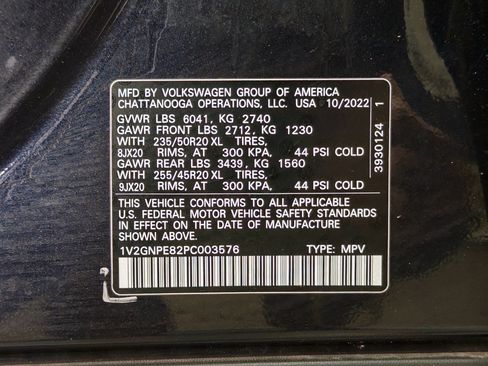 MFD BY VOLKSWAGEN GROUP OF AMERICA
CHATTANOOGA OPERATIONS, LLC. USA 10/2022
GVWR LBS 6041, KG 2740
GAWR FRONT LBS 2712, KG 1230
235/50R20 XL TIRES,
8JX20 RIMS, AT 300 KPA, 44 PSI COLD
GAWR REAR LBS 3439, KG 1560
255/45R20 XL TIRES,
9JX20 RIMS, AT 300 KPA, 44 PSI COLD
THIS VEHICLE CONFORMS TO ALL APPLICABLE
U.S. FEDERAL MOTOR VEHICLE SAFETY STANDARDS
IN EFFECT ON THE DATE OF MANUFACTURE
SHOWN ABOVE.
1V2GNPE82PC003576 TYPE: MPV
3930124 1